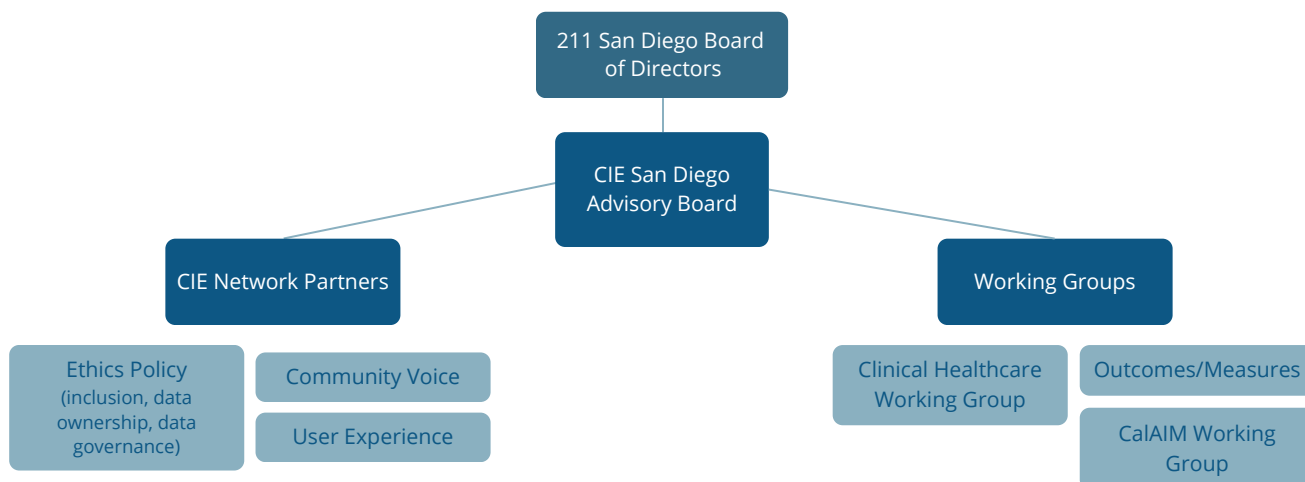 211 San Diego Board
of Directors
CIE San Diego
Advisory Board
CIE Network Partners
Working Groups
Ethics Policy
(inclusion, data
ownership, data
governance)
Community Voice
User Experience
Clinical Healthcare
Working Group
Outcomes/Measures
CalAIM Working
Group